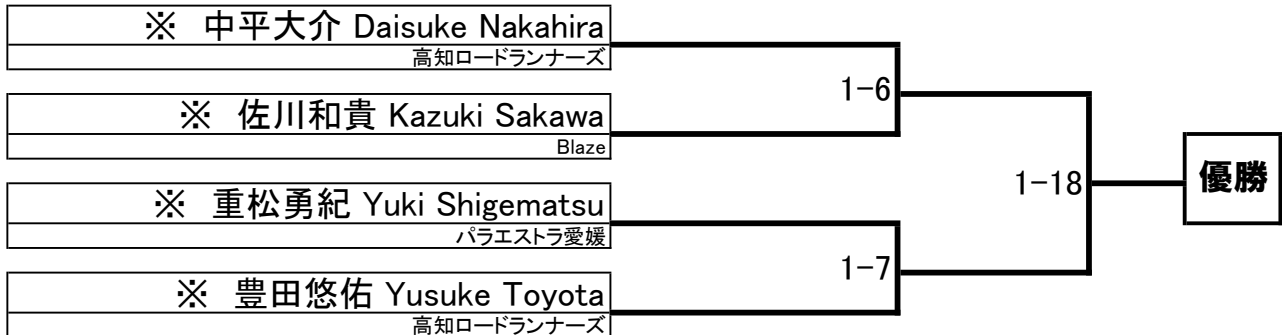 ※ 中平大介 Daisuke Nakahira
高知ロードランナーズ
1-6
※ 佐川和貴 Kazuki Sakawa
Blaze
優勝
1-18
※ 重松勇紀 Yuki Shigematsu
パラエストラ愛媛
1-7
※ 豊田悠佑 Yusuke Toyota
高知ロードランナーズ